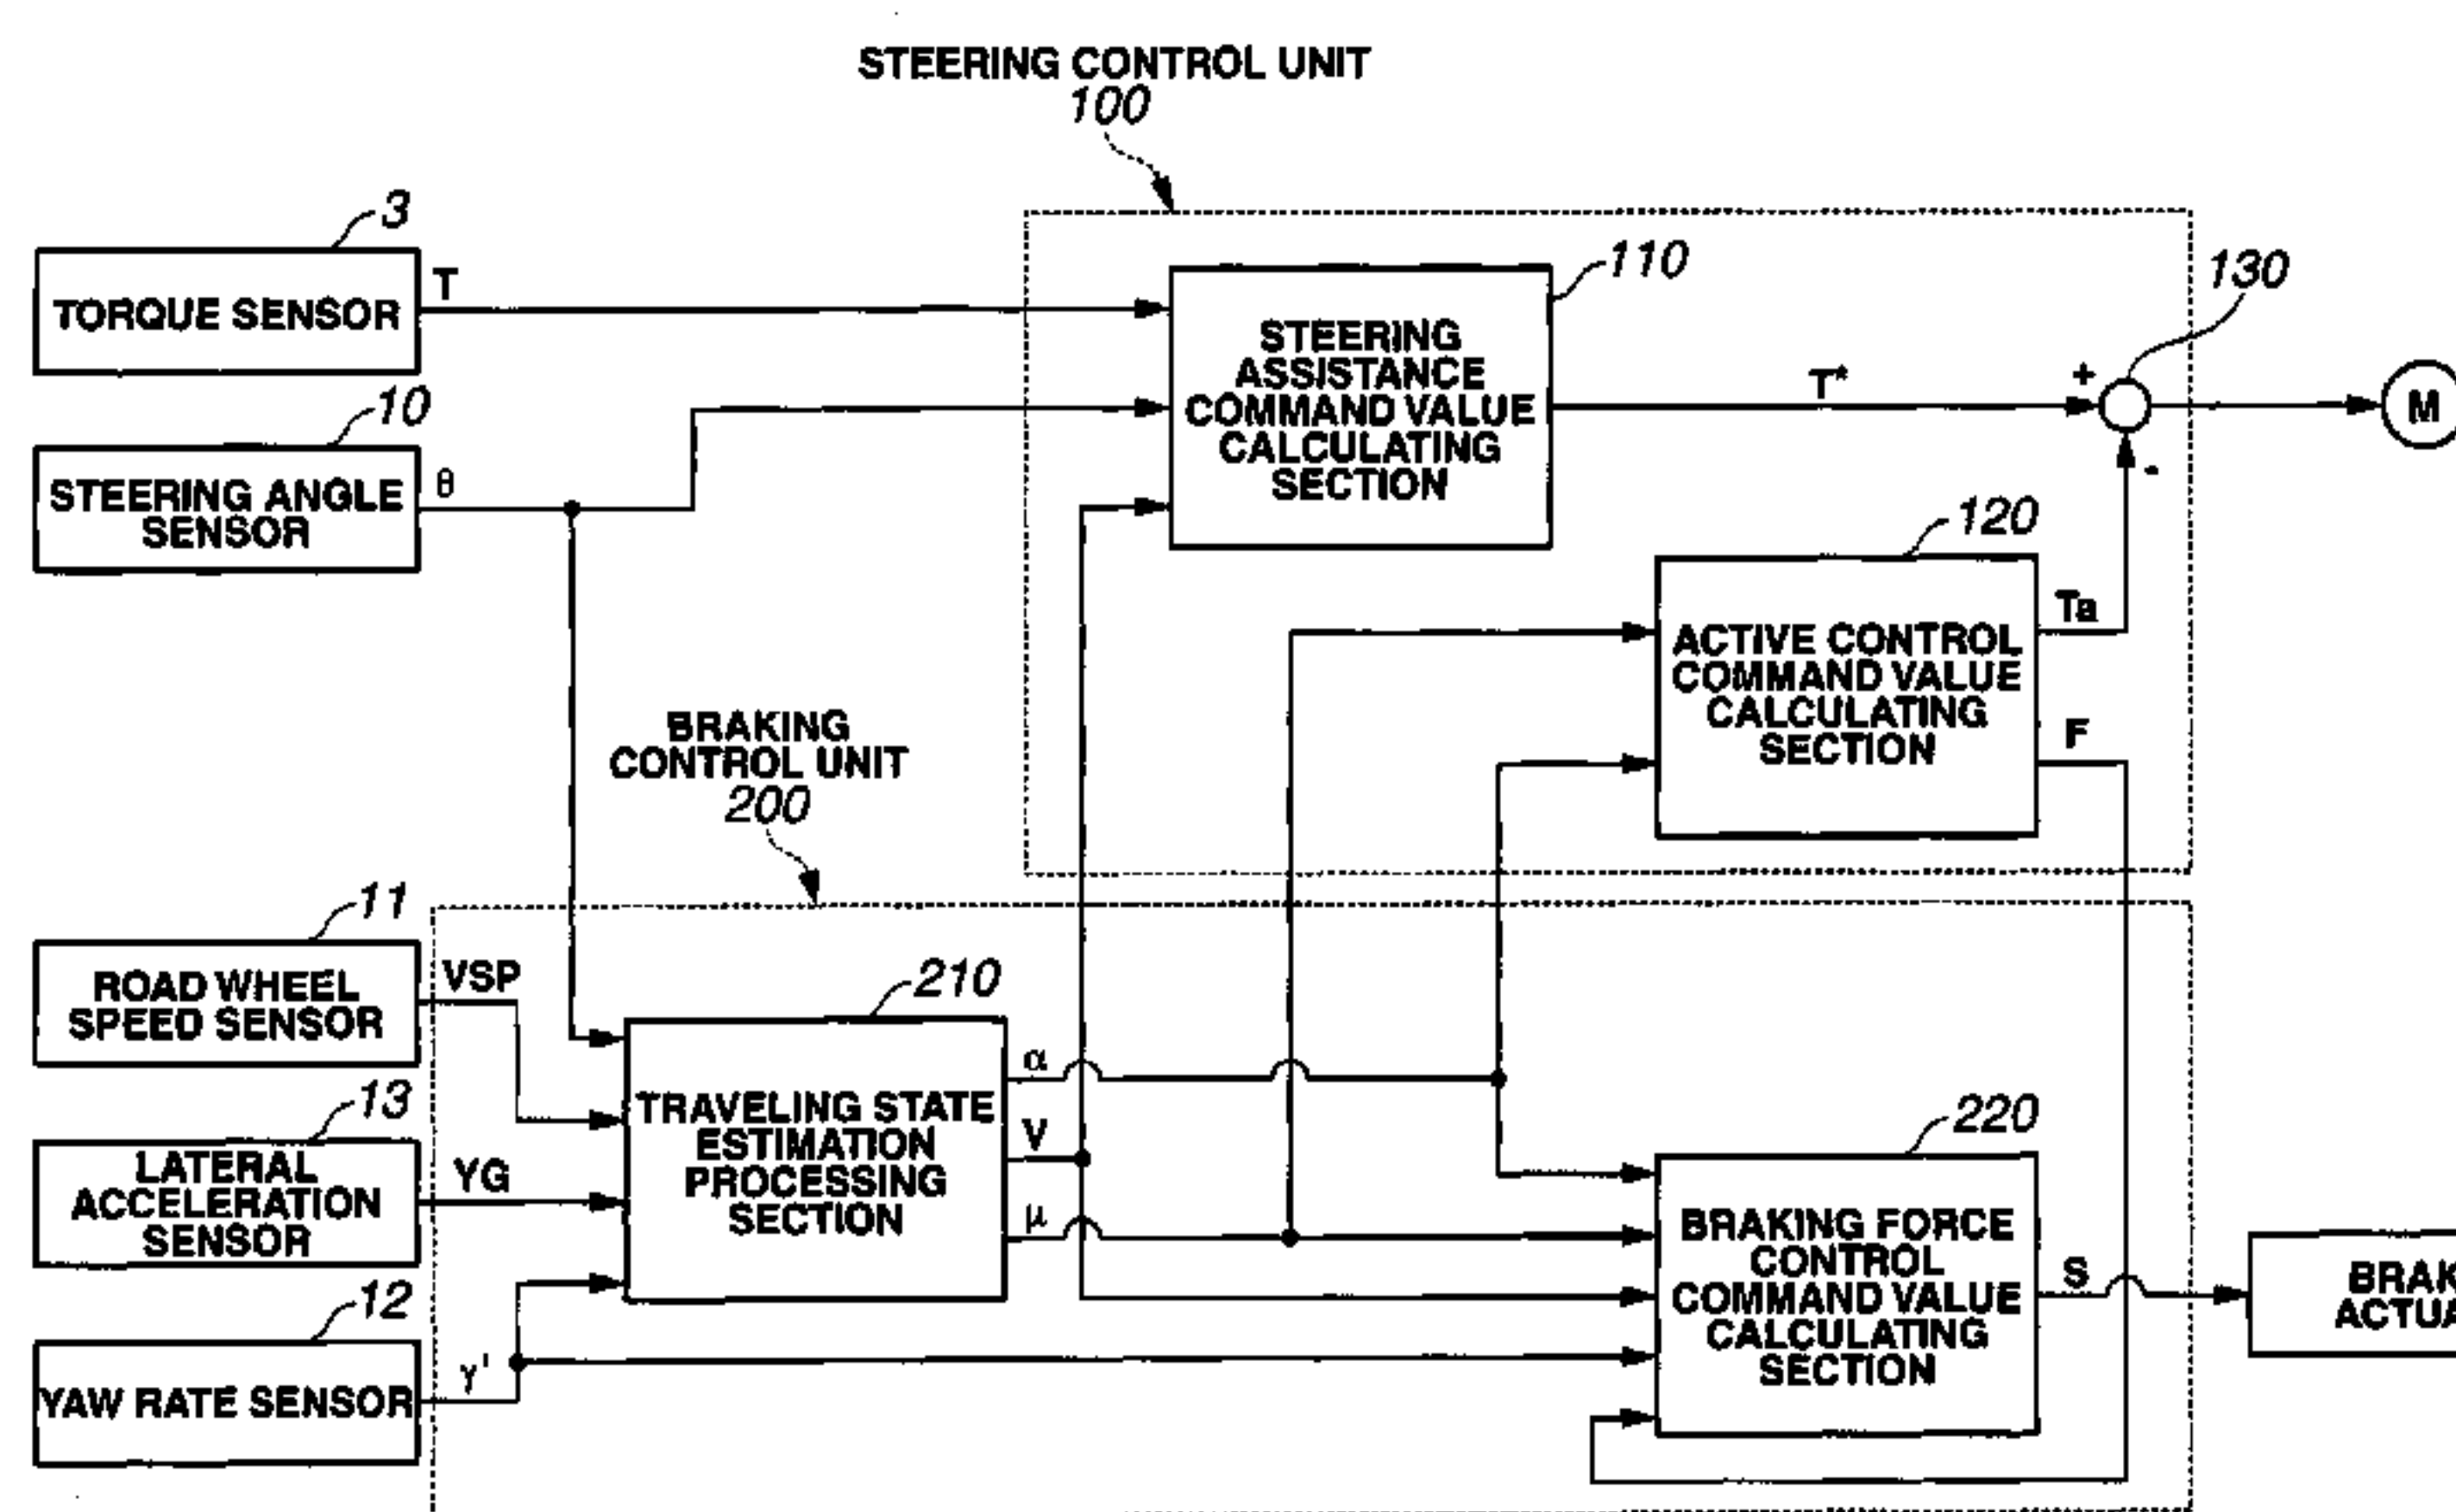 STEERING CONTROL UNIT
100
3
TORQUE SENSOR
T
10
STEERING ANGLE
SENSOR
θ
110
STEERING
ASSISTANCE
COMMAND VALUE
CALCULATING
SECTION
T*
+
-
130
M
120
ACTIVE CONTROL
COMMAND VALUE
CALCULATING
SECTION
Ta
F
BRAKING
CONTROL UNIT
200
11
ROAD WHEEL
SPEED SENSOR
VSP
13
LATERAL
ACCELERATION
SENSOR
YG
12
YAW RATE SENSOR
γ'
210
TRAVELING STATE
ESTIMATION
PROCESSING
SECTION
α
V
μ
220
BRAKING FORCE
CONTROL
COMMAND VALUE
CALCULATING
SECTION
S